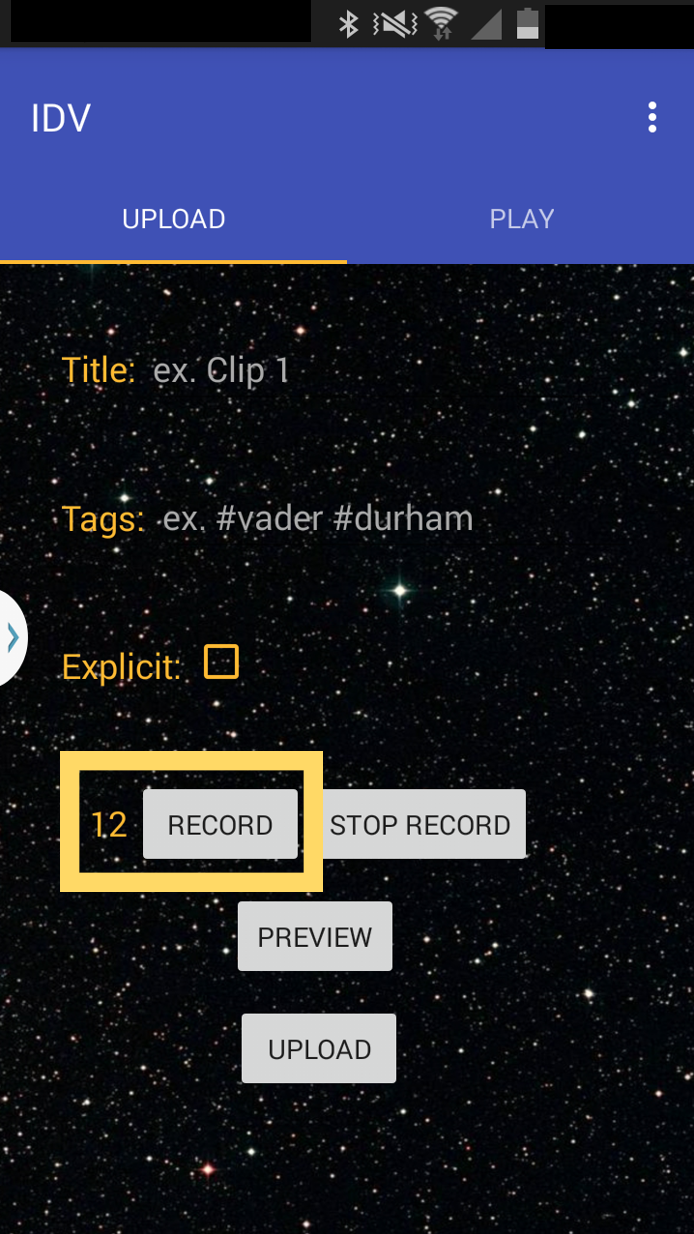 IDV
UPLOAD PLAY
Title: ex. Clip 1
Tags: ex. #vader #durham
Explicit:
12 RECORD STOP RECORD
PREVIEW
UPLOAD